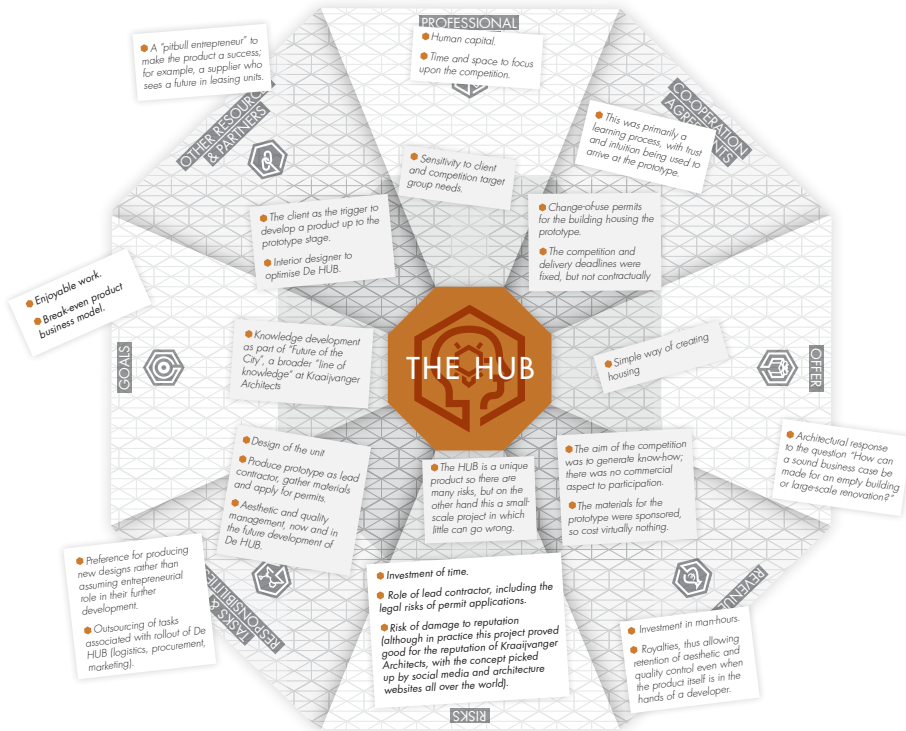 PROFESSIONAL
Human capital.
Time and space to focus
upon the competition.
A "pitbull entrepreneur" to
make the product a success;
for example, a supplier who
sees a future in leasing units.
OTHER RESOURC
& PARTNERS
COOPERATION
AG
ENTS
This was primarily a
learning process, with trust
and intuition being used to
arrive at the prototype.
Sensitivity to client
and competition target
group needs.
The client as the trigger to
develop a product up to the
prototype stage.
Interior designer to
optimise De HUB.
Change-of-use permits
for the building housing the
prototype.
The competition and
delivery deadlines were
fixed, but not contractually
Enjoyable work.
Break-even product
business model.
GOALS
Knowledge development
as part of "Future of the
City", a broader "line of
knowledge" at Kraaijvanger
Architects
THE HUB
Simple way of creating
housing
OFFER
Architectural response
to the question "How can
a sound business case be
made for an empty building
or large-scale renovation?"
Design of the unit
Produce prototype as lead
contractor, gather materials
and apply for permits.
Aesthetic and quality
management, now and in
the future development of
De HUB.
The HUB is a unique
product so there are
many risks, but on the
other hand this a small-
scale project in which
little can go wrong.
The aim of the competition
was to generate know-how;
there was no commercial
aspect to participation.
The materials for the
prototype were sponsored,
so cost virtually nothing.
Preference for producing
new designs rather than
assuming entrepreneurial
role in their further
development.
Outsourcing of tasks
associated with rollout of De
HUB (logistics, procurement,
marketing).
TASKS &
RESPONSIBILITIES
Investment of time.
Role of lead contractor, including the
legal risks of permit applications.
Risk of damage to reputation
(although in practice this project proved
good for the reputation of Kraaijvanger
Architects, with the concept picked
up by social media and architecture
websites all over the world).
RISKS
REVENU
Investment in man-hours.
Royalties, thus allowing
retention of aesthetic and
quality control even when
the product itself is in the
hands of a developer.